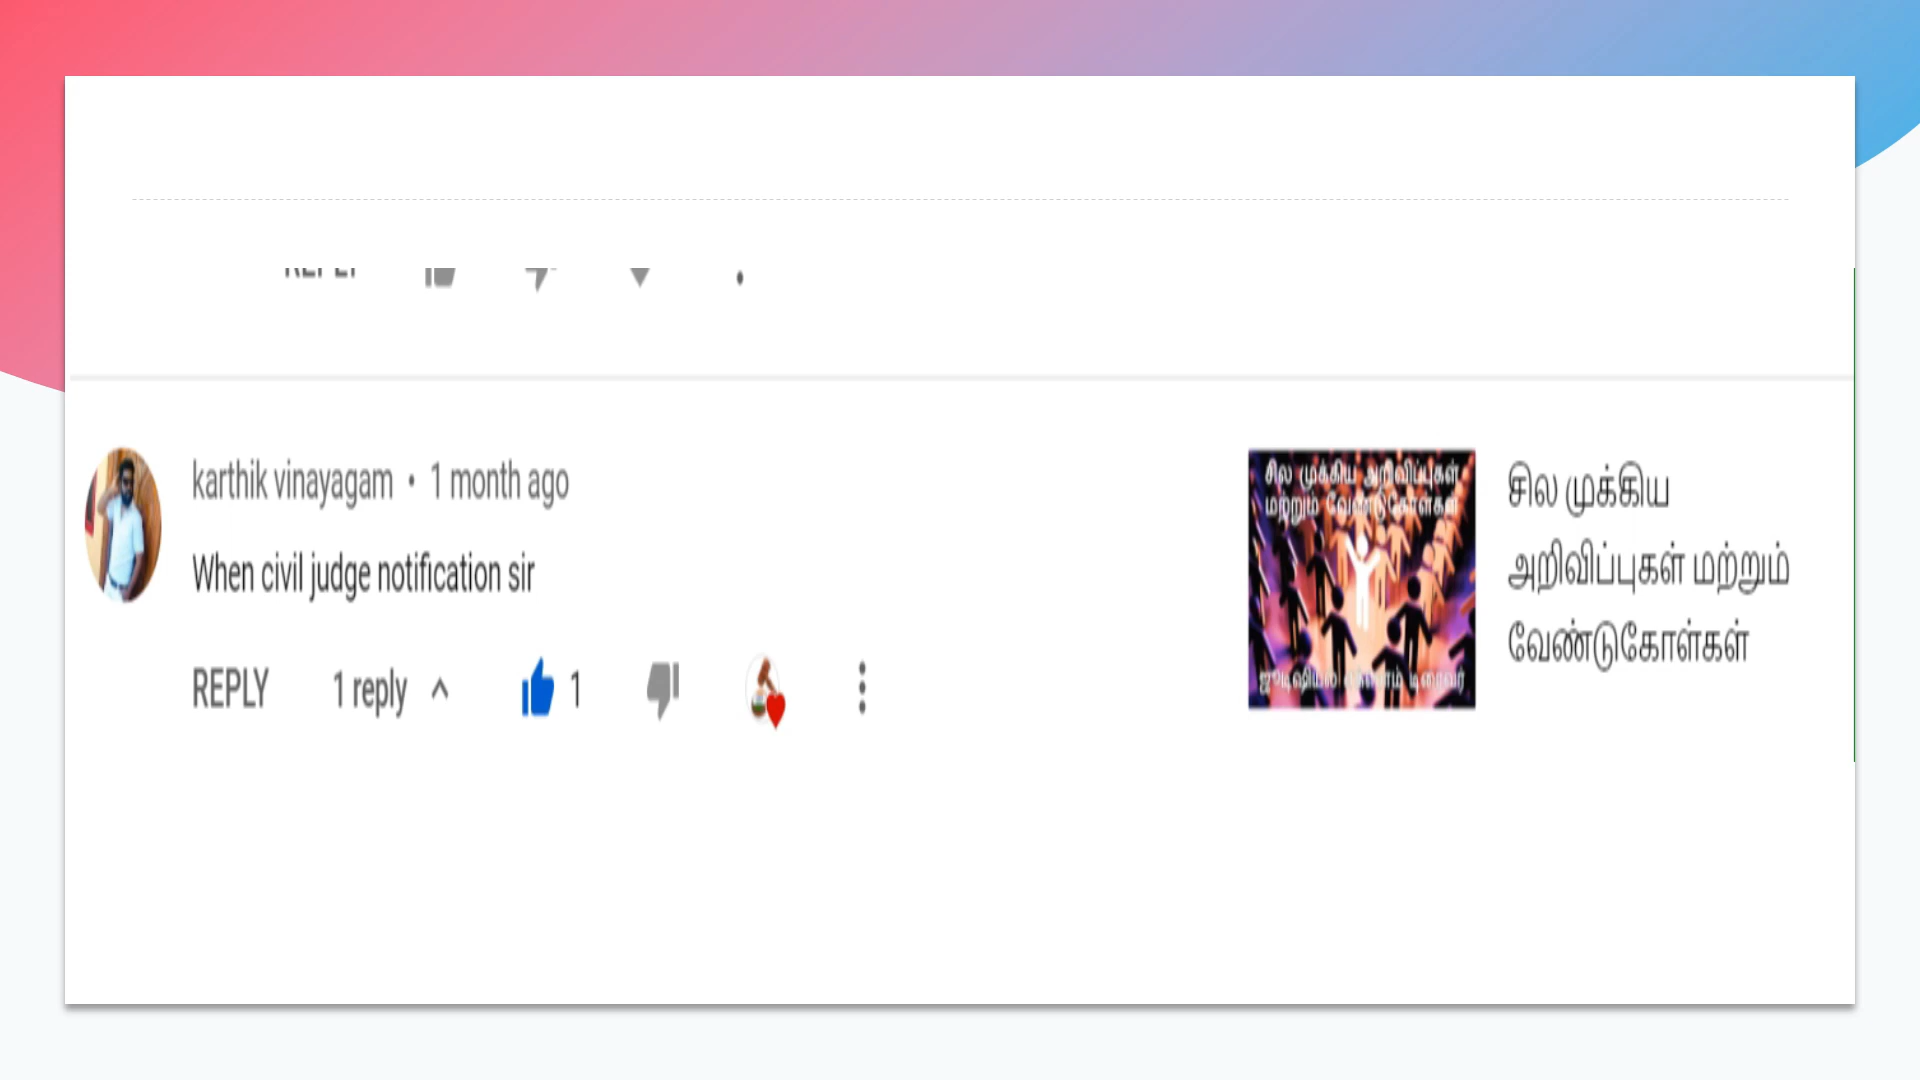 REPLY
karthik vinayagam • 1 month ago
When civil judge notification sir
REPLY 1 reply 1
சில முக்கிய அறிவிப்புகள்
மற்றும் வேண்டுகோள்கள்
சில முக்கிய
அறிவிப்புகள் மற்றும்
வேண்டுகோள்கள்